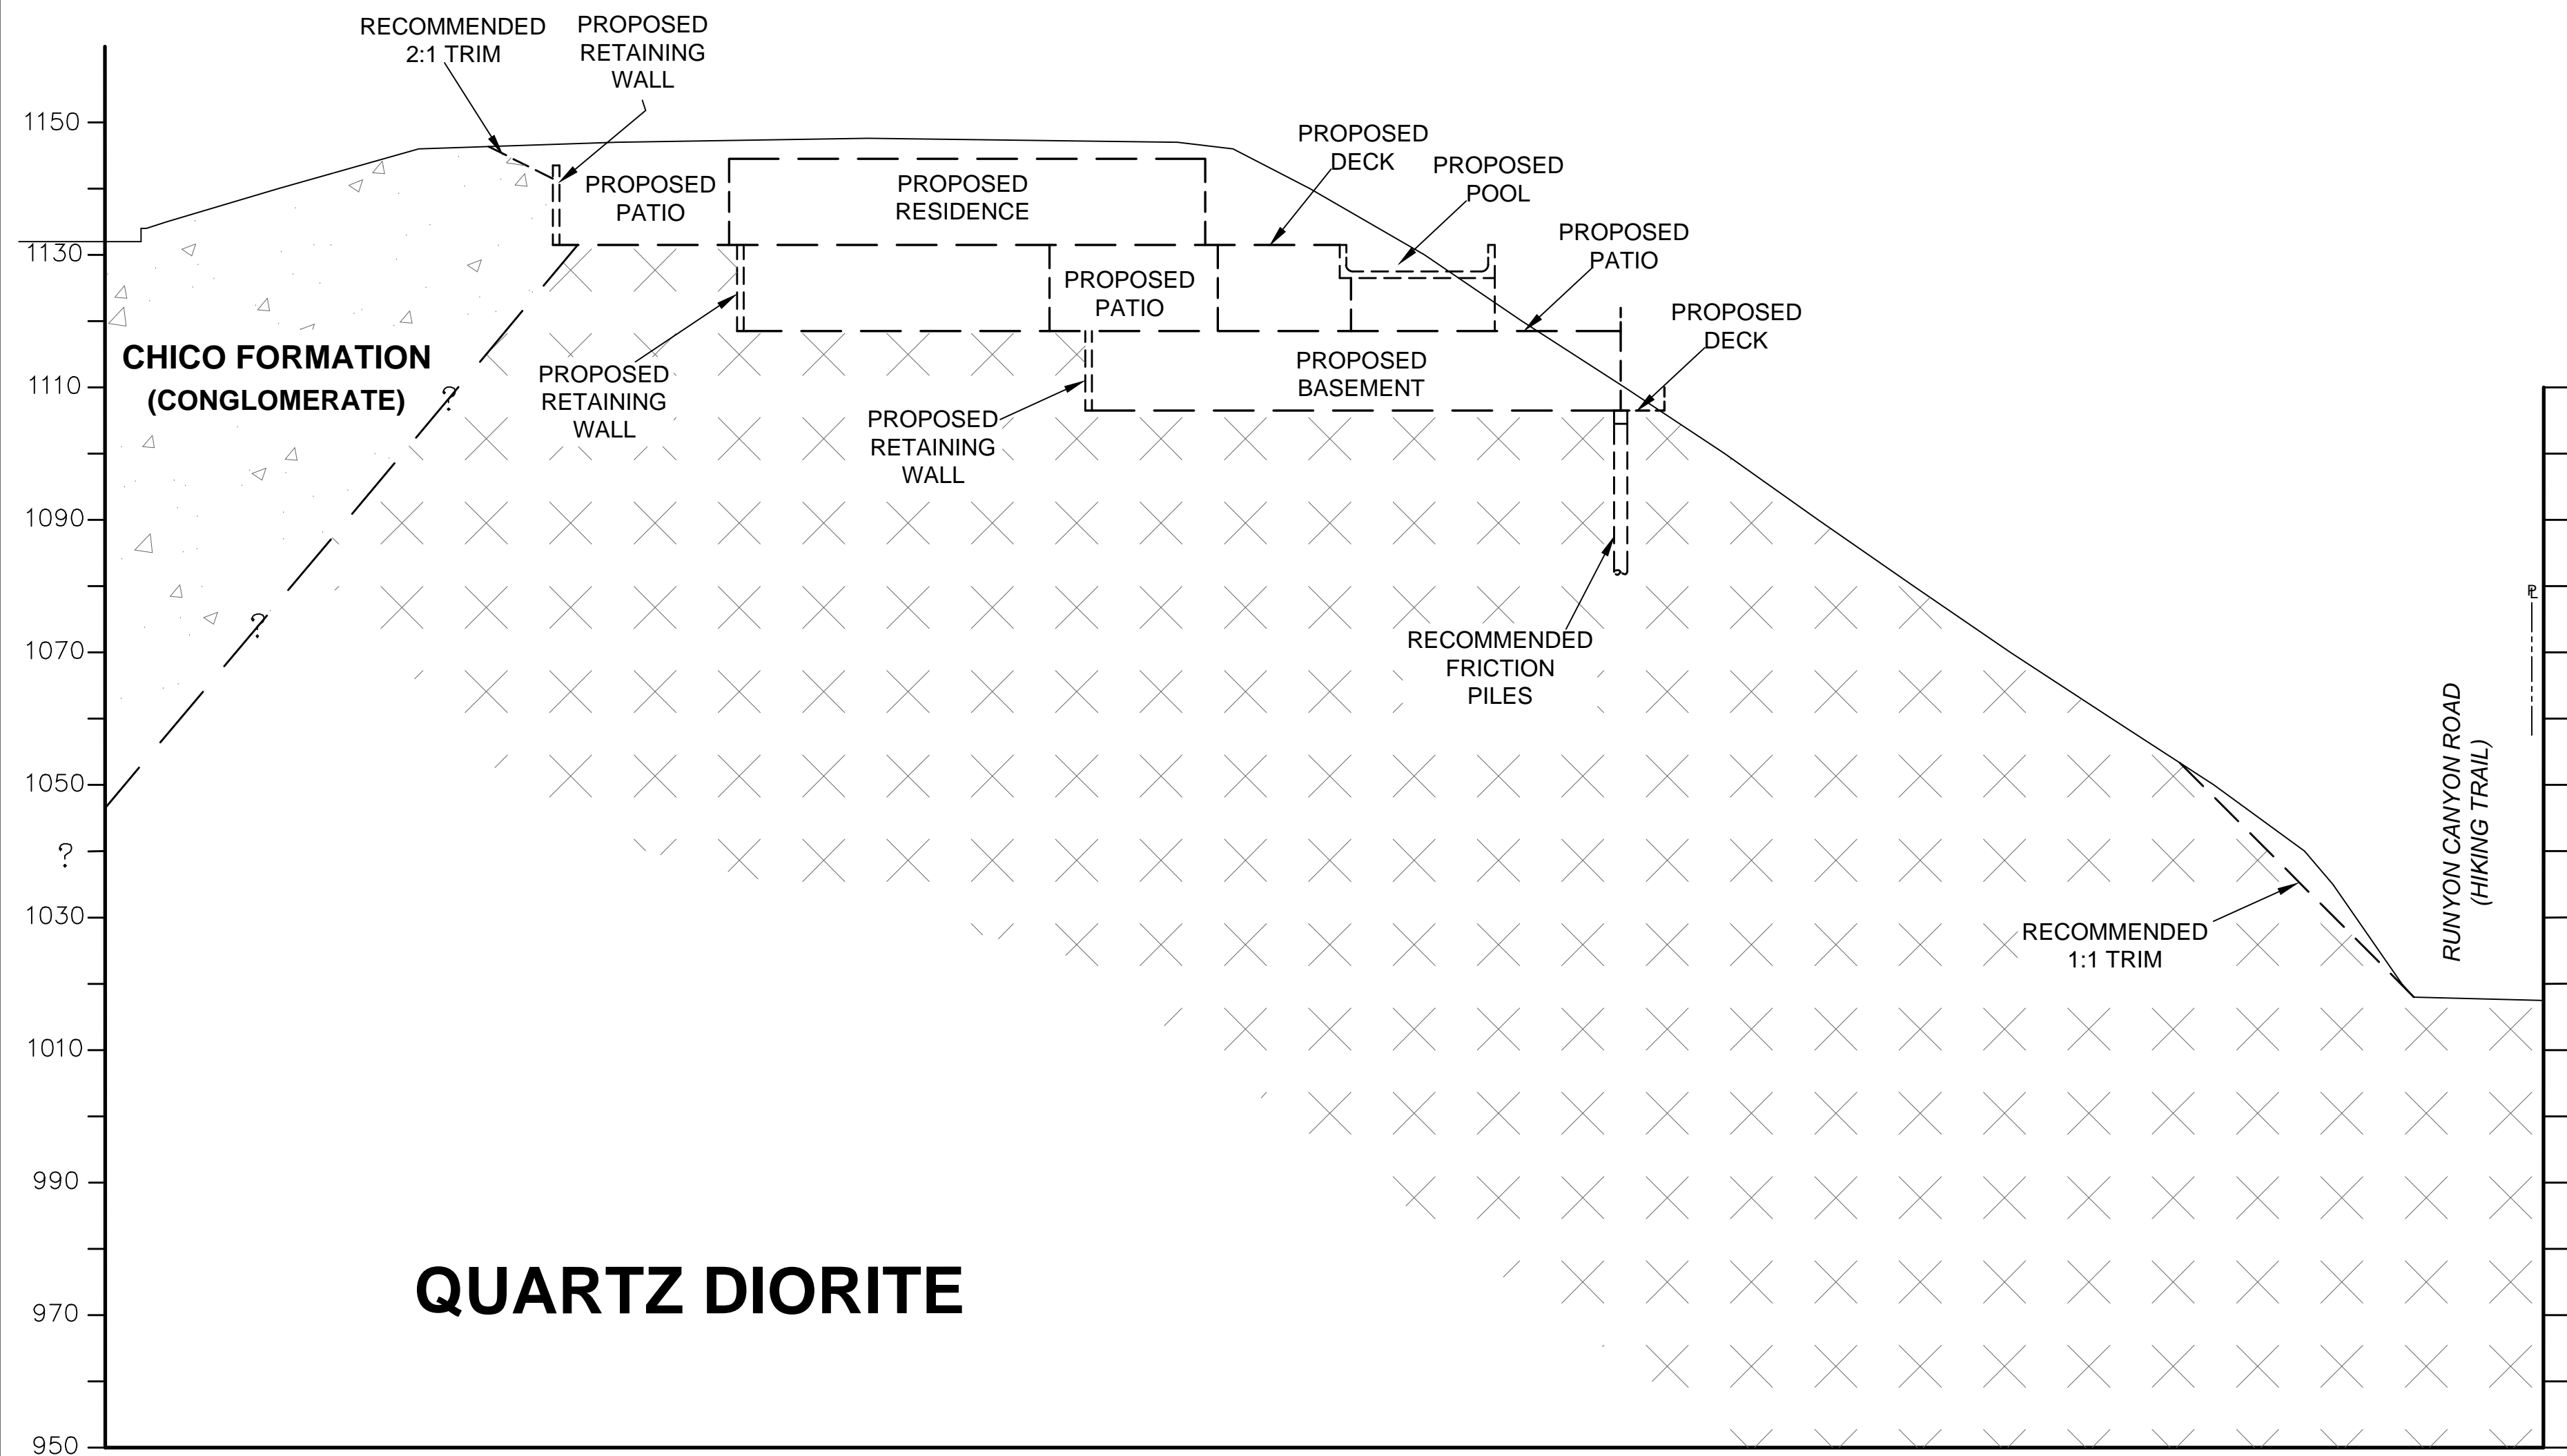 RECOMMENDED
2:1 TRIM
PROPOSED
RETAINING
WALL
1150
PROPOSED
DECK
PROPOSED
POOL
PROPOSED
PATIO
PROPOSED
RESIDENCE
1130
PROPOSED
PATIO
PROPOSED
PATIO
PROPOSED
DECK
CHICO FORMATION
(CONGLOMERATE)
PROPOSED
RETAINING
WALL
PROPOSED
BASEMENT
1110
?
PROPOSED
RETAINING
WALL
1090
?
RECOMMENDED
FRICTION
PILES
PL
1070
1050
?
RUNYON CANYON ROAD
(HIKING TRAIL)
1030
RECOMMENDED
1:1 TRIM
1010
990
QUARTZ DIORITE
970
950